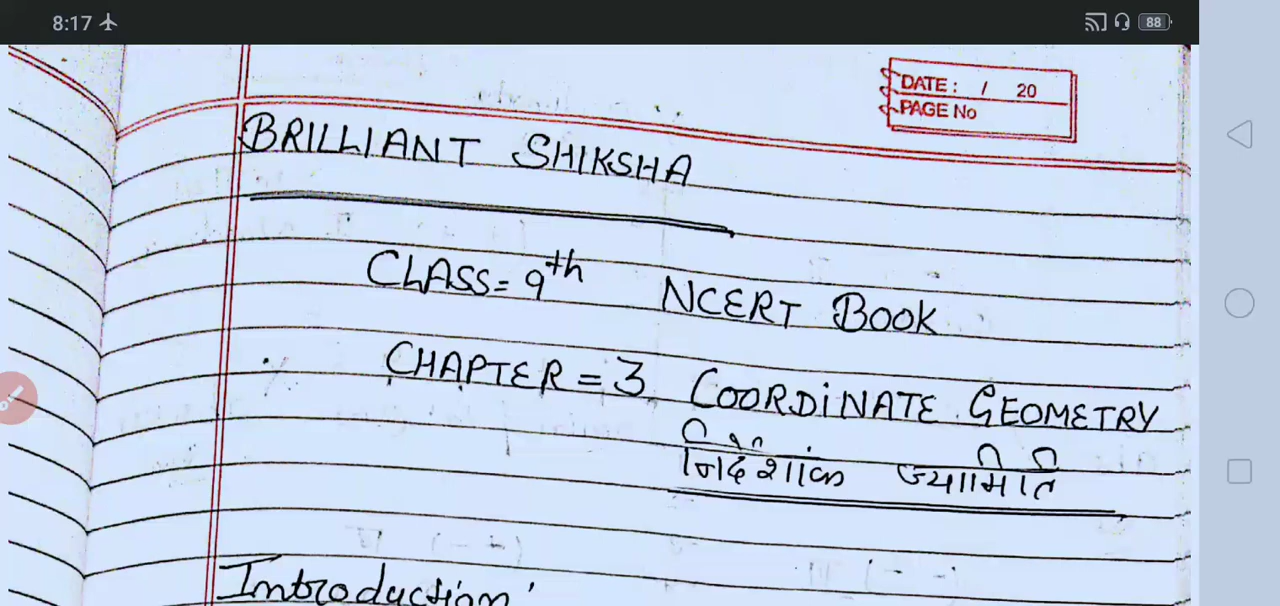 8:17
88
DATE : / 20
PAGE No
BRILLIANT SHIKSHA
CLASS = 9th NCERT BOOK
CHAPTER = 3 COORDINATE GEOMETRY
निर्देशांक ज्यामिति
Introduction